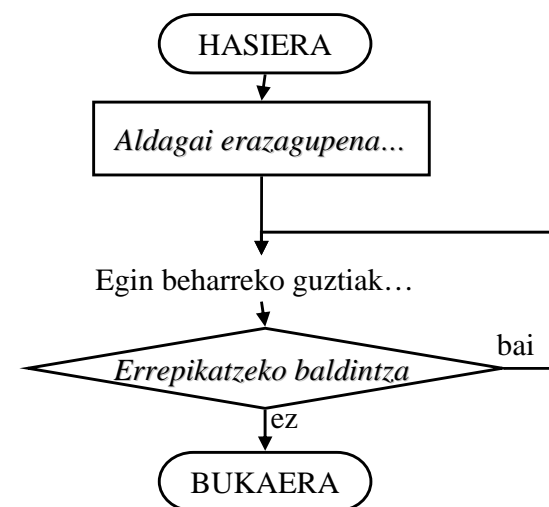 HASIERA
Aldagai erazagupena...
Egin beharreko guztiak…
Errepikatzeko baldintza
bai
ez
BUKAERA